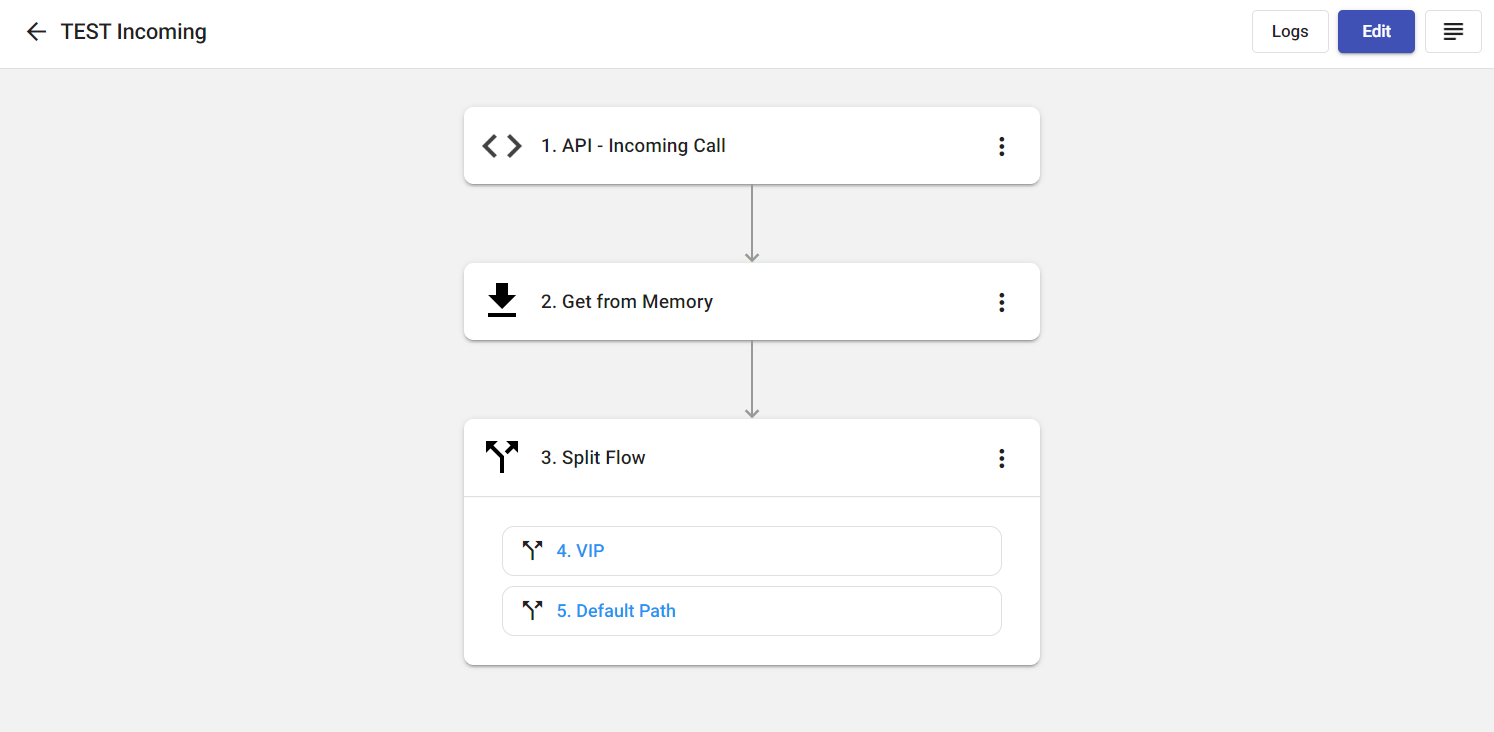 TEST Incoming
Logs
Edit
1. API - Incoming Call
2. Get from Memory
3. Split Flow
4. VIP
5. Default Path